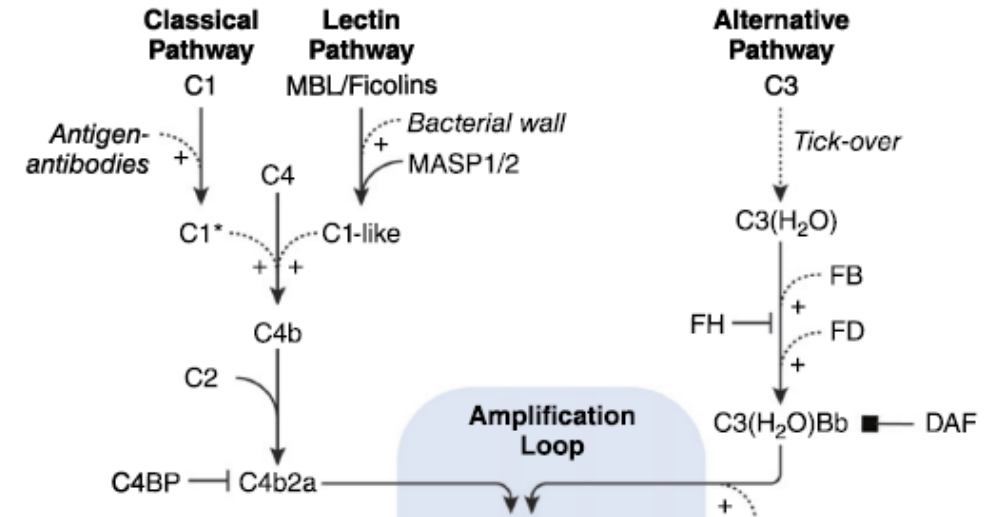 Classical
Pathway
Lectin
Pathway
Alternative
Pathway
C1
MBL/Ficolins
C3
Antigen-
antibodies
+
Bacterial wall
+
MASP1/2
Tick-over
C4
C1*
C1-like
C3(H₂O)
+ +
FB
+
FH
FD
+
C4b
C2
Amplification
Loop
C3(H₂O)Bb
DAF
C4BP
C4b2a
+